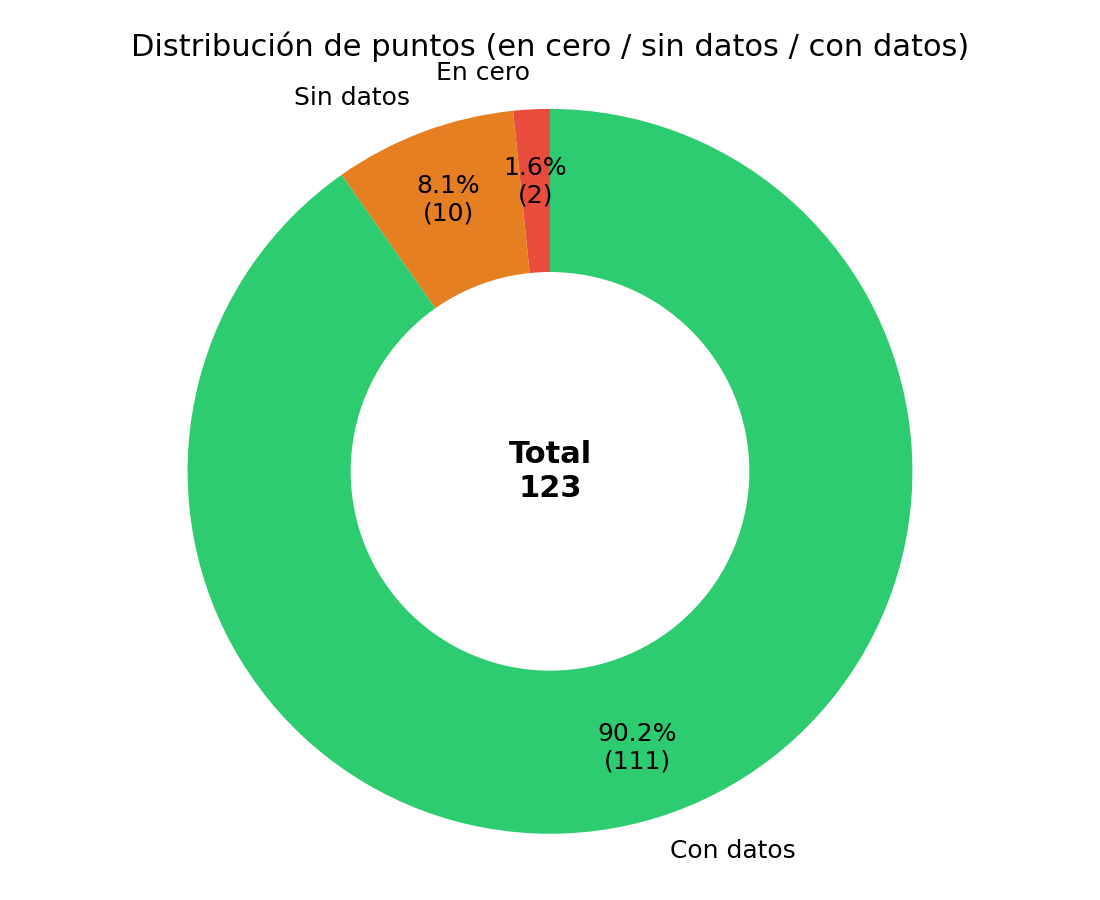 Distribución de puntos (en cero / sin datos / con datos)
En cero
Sin datos
1.6%
(2)
8.1%
(10)
Total
123
90.2%
(111)
Con datos